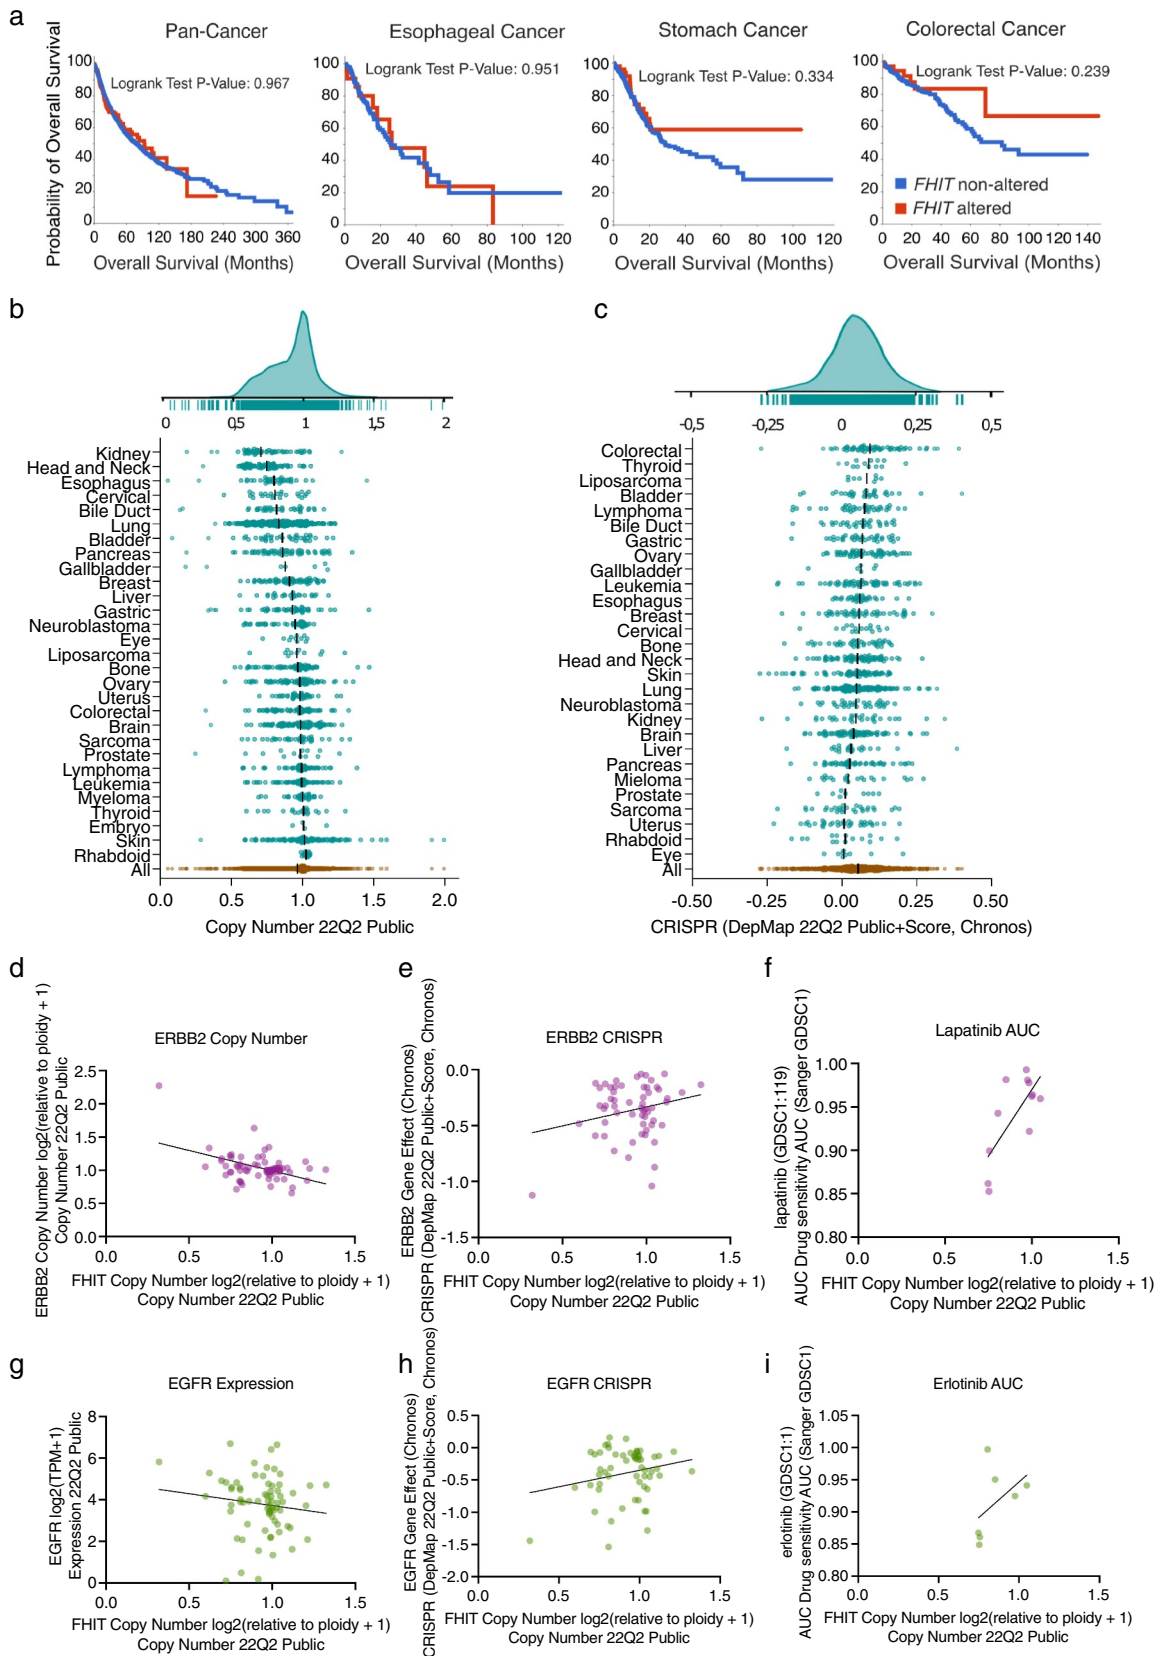 a
Pan-Cancer
Esophageal Cancer
Stomach Cancer
Colorectal Cancer
Probability of Overall Survival
100
80
60
40
20
0
Logrank Test P-Value: 0.967
0 60 120 180 240 300 360
Overall Survival (Months)
100
80
60
40
20
0
Logrank Test P-Value: 0.951
0 20 40 60 80 100 120
Overall Survival (Months)
100
80
60
40
20
0
Logrank Test P-Value: 0.334
0 20 40 60 80 100 120
Overall Survival (Months)
100
80
60
40
20
0
Logrank Test P-Value: 0.239
FHIT non-altered
FHIT altered
0 20 40 60 80 100 120 140
Overall Survival (Months)
b
0 0,5 1 1,5 2
Kidney
Head and Neck
Esophagus
Cervical
Bile Duct
Lung
Bladder
Pancreas
Gallbladder
Breast
Liver
Gastric
Neuroblastoma
Eye
Liposarcoma
Bone
Ovary
Uterus
Colorectal
Brain
Sarcoma
Prostate
Lymphoma
Leukemia
Myeloma
Thyroid
Embryo
Skin
Rhabdoid
All
0.0 0.5 1.0 1.5 2.0
Copy Number 22Q2 Public
c
-0,5 -0,25 0 0,25 0,5
Colorectal
Thyroid
Liposarcoma
Bladder
Lymphoma
Bile Duct
Gastric
Ovary
Gallbladder
Leukemia
Esophagus
Breast
Cervical
Bone
Head and Neck
Skin
Lung
Neuroblastoma
Kidney
Brain
Liver
Pancreas
Mieloma
Prostate
Sarcoma
Uterus
Rhabdoid
Eye
All
-0.50 -0.25 0.00 0.25 0.50
CRISPR (DepMap 22Q2 Public+Score, Chronos)
d
ERBB2 Copy Number
ERBB2 Copy Number log2(relative to ploidy + 1)
Copy Number 22Q2 Public
2.5
2.0
1.5
1.0
0.5
0.0
0.0 0.5 1.0 1.5
FHIT Copy Number log2(relative to ploidy + 1)
Copy Number 22Q2 Public
e
ERBB2 CRISPR
ERBB2 Gene Effect (Chronos)
CRISPR (DepMap 22Q2 Public+Score, Chronos)
0.0
-0.5
-1.0
-1.5
0.0 0.5 1.0 1.5
FHIT Copy Number log2(relative to ploidy + 1)
Copy Number 22Q2 Public
f
Lapatinib AUC
lapatinib (GDSC1:119)
AUC Drug sensitivity AUC (Sanger GDSC1)
1.00
0.95
0.90
0.85
0.80
0.0 0.5 1.0 1.5
FHIT Copy Number log2(relative to ploidy + 1)
Copy Number 22Q2 Public
g
EGFR Expression
EGFR log2(TPM+1)
Expression 22Q2 Public
8
6
4
2
0
0.0 0.5 1.0 1.5
FHIT Copy Number log2(relative to ploidy + 1)
Copy Number 22Q2 Public
h
EGFR CRISPR
EGFR Gene Effect (Chronos)
CRISPR (DepMap 22Q2 Public+Score, Chronos)
0.5
0.0
-0.5
-1.0
-1.5
-2.0
0.0 0.5 1.0 1.5
FHIT Copy Number log2(relative to ploidy + 1)
Copy Number 22Q2 Public
i
Erlotinib AUC
erlotinib (GDSC1:1)
AUC Drug sensitivity AUC (Sanger GDSC1)
1.05
1.00
0.95
0.90
0.85
0.80
0.0 0.5 1.0 1.5
FHIT Copy Number log2(relative to ploidy + 1)
Copy Number 22Q2 Public